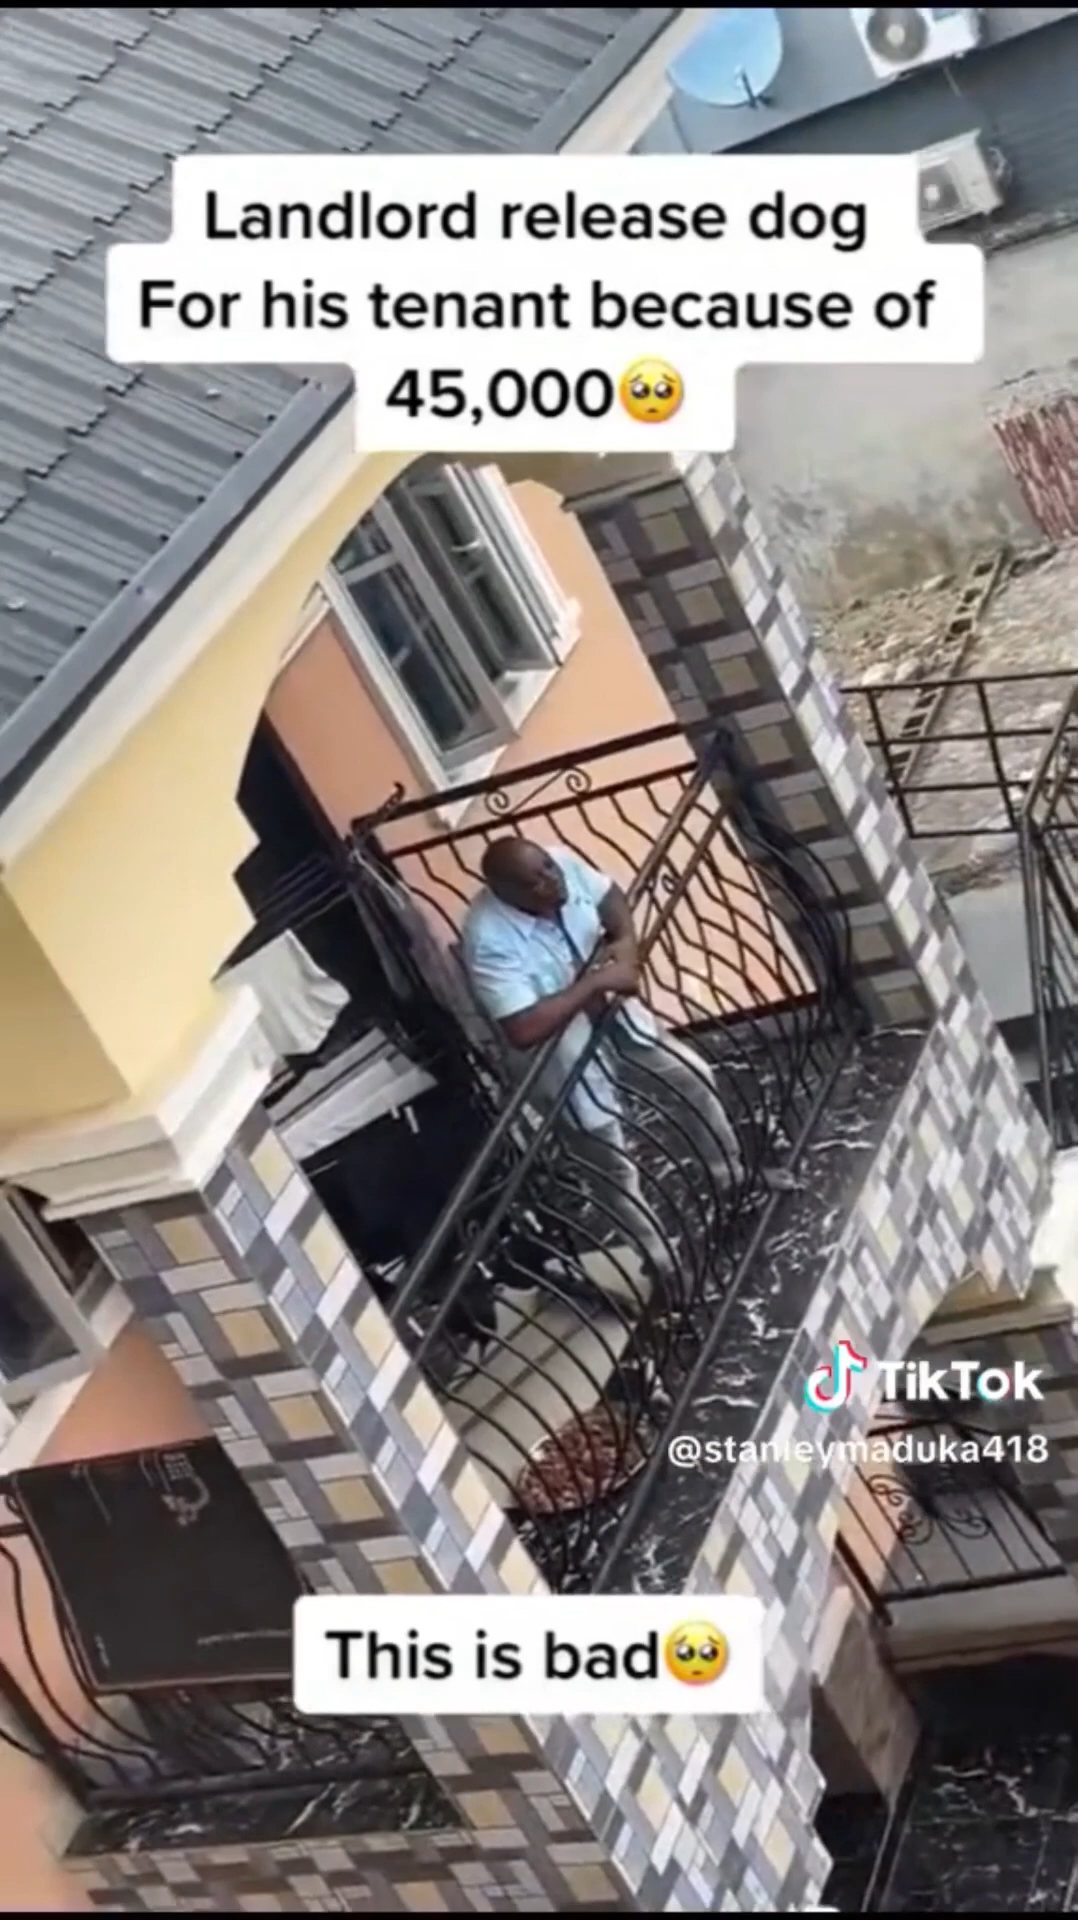 Landlord release dog
For his tenant because of
45,000🥺
TikTok
@stanleymaduka418
This is bad🥺